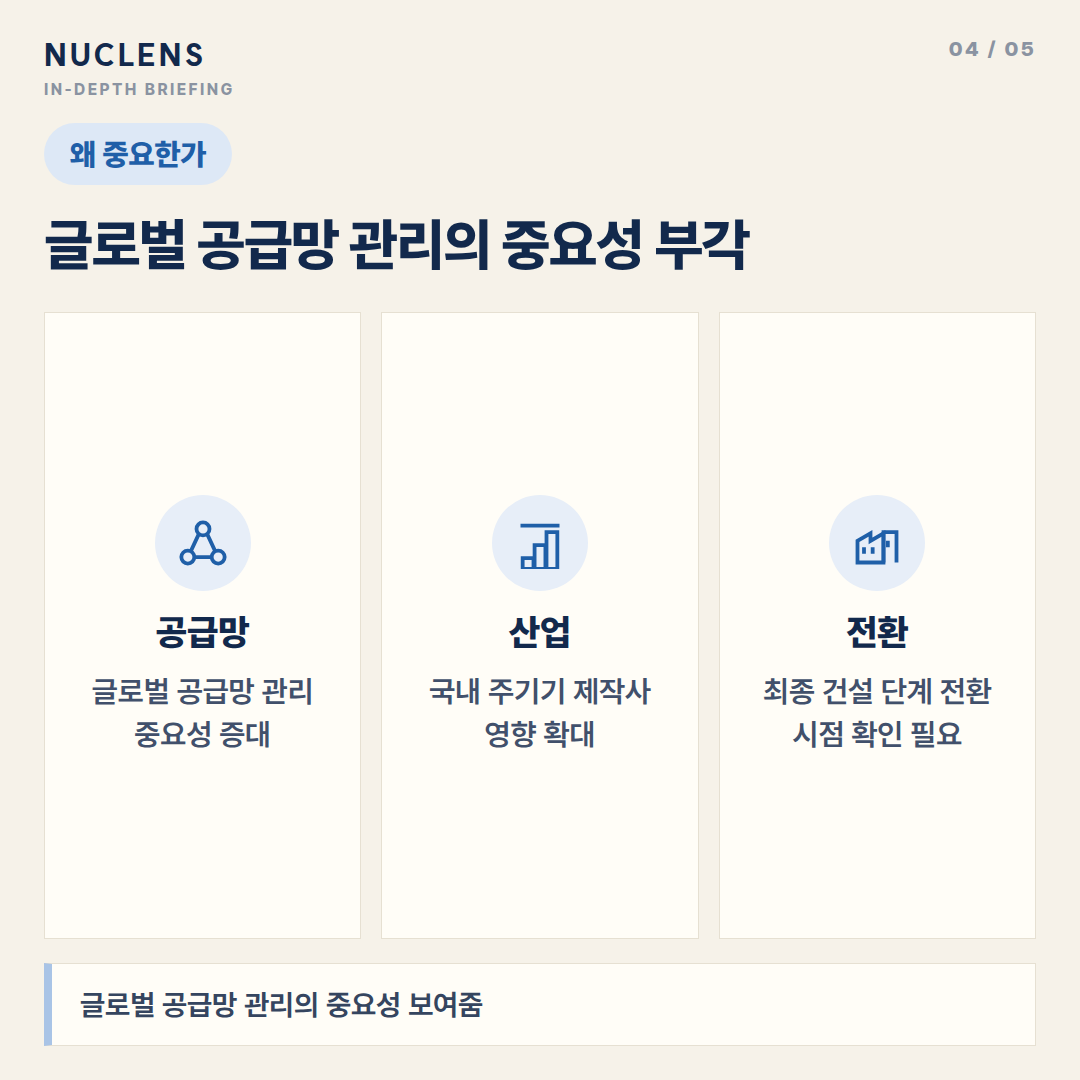 NUCLENS
04 / 05
IN-DEPTH BRIEFING
왜 중요한가
글로벌 공급망 관리의 중요성 부각
공급망
글로벌 공급망 관리
중요성 증대
산업
국내 주기기 제작사
영향 확대
전환
최종 건설 단계 전환
시점 확인 필요
글로벌 공급망 관리의 중요성 보여줌